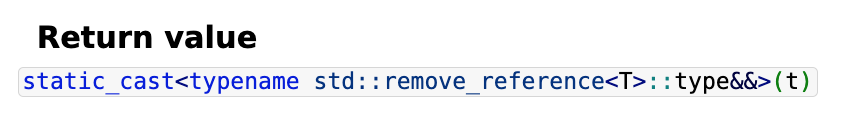 Return value
static_cast<typename std::remove_reference<T>::type&&>(t)